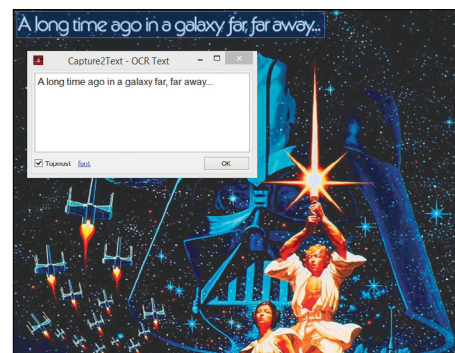 A long time ago in a galaxy far, far away...
Capture2Text - OCR Text
A long time ago in a galaxy far, far away...
Topmost Font
OK